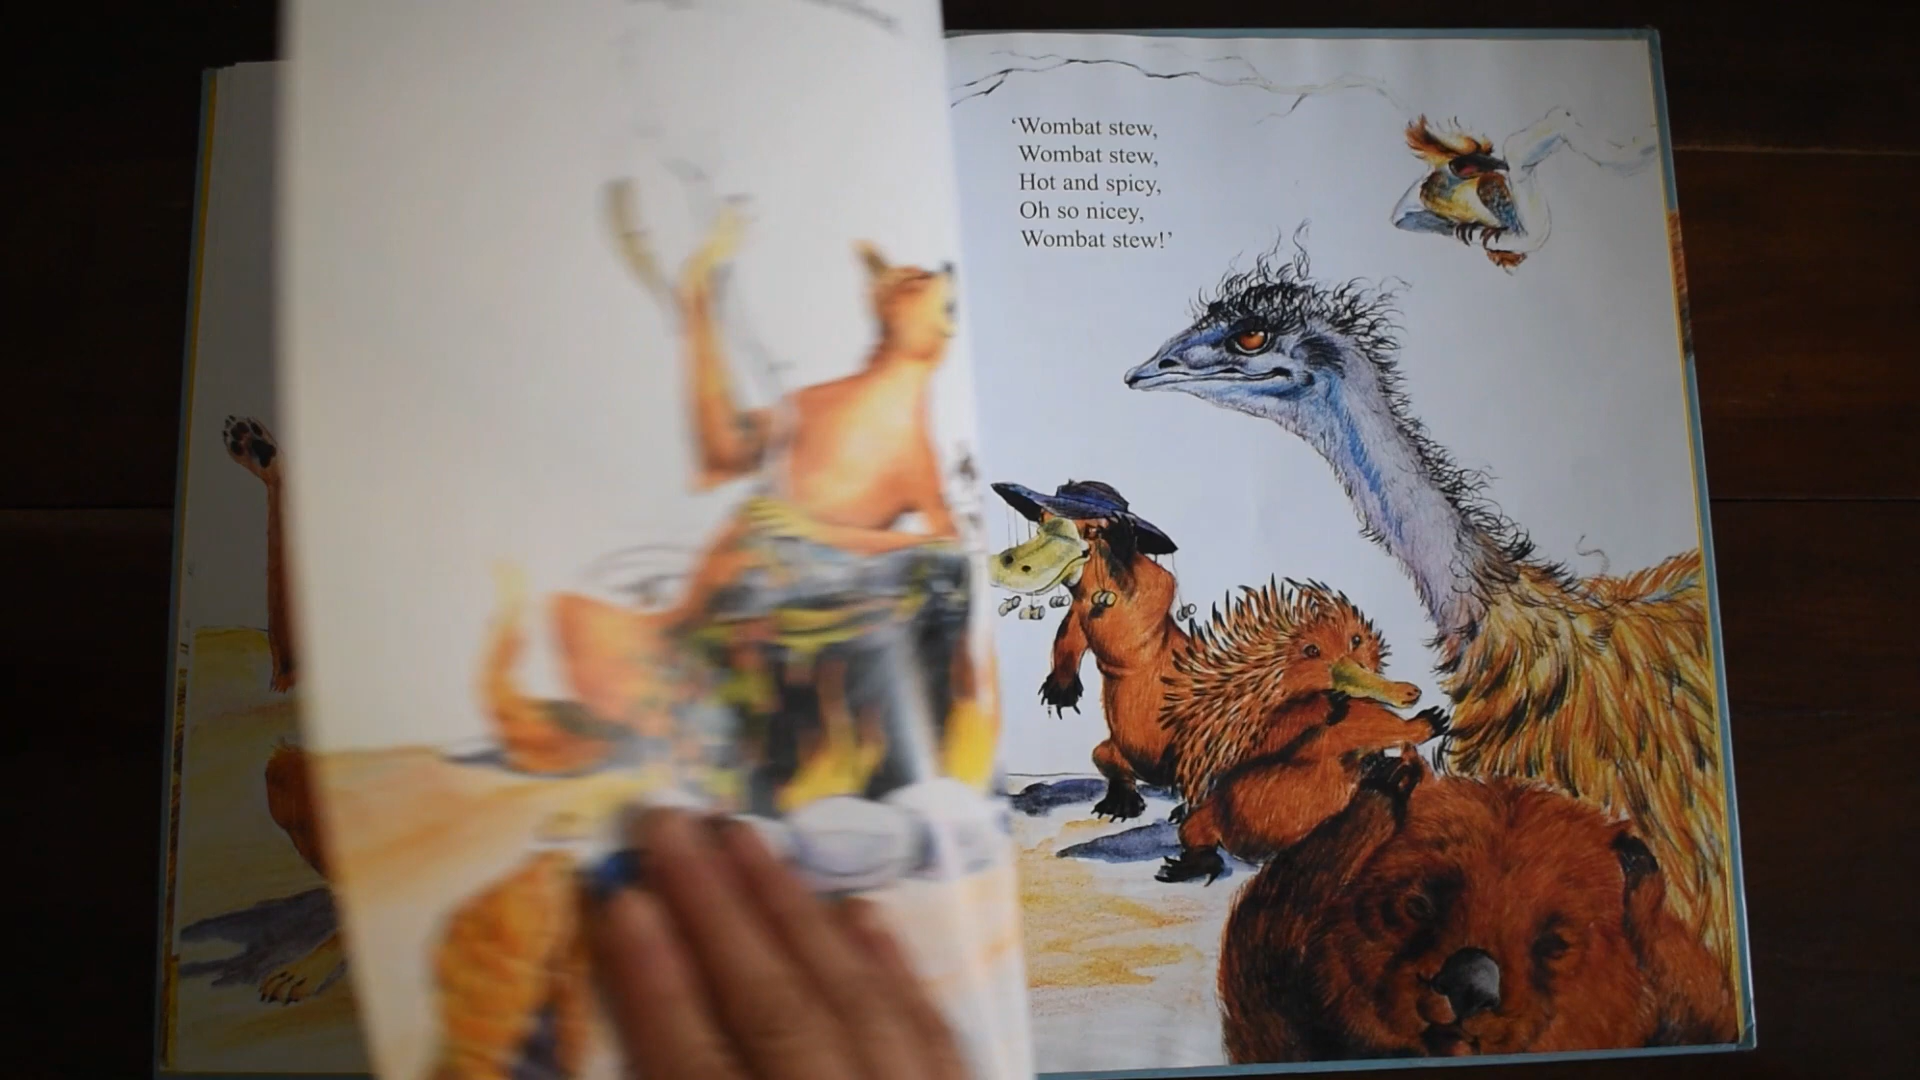 ‘Wombat stew,
Wombat stew,
Hot and spicy,
Oh so nicey,
Wombat stew!’